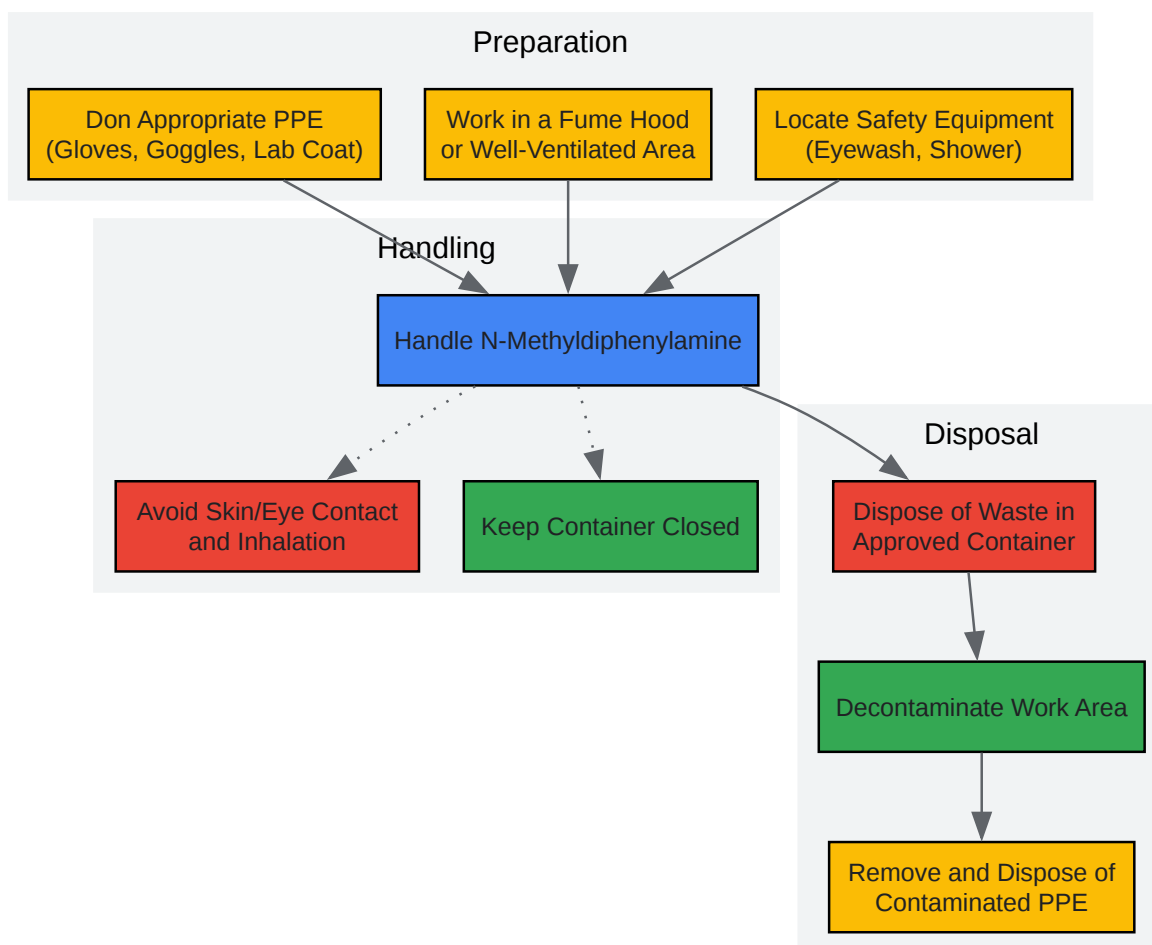 Preparation
Don Appropriate PPE
(Gloves, Goggles, Lab Coat)
Work in a Fume Hood
or Well-Ventilated Area
Locate Safety Equipment
(Eyewash, Shower)
Handling
Handle N-Methyldiphenylamine
Avoid Skin/Eye Contact
and Inhalation
Keep Container Closed
Disposal
Dispose of Waste in
Approved Container
Decontaminate Work Area
Remove and Dispose of
Contaminated PPE